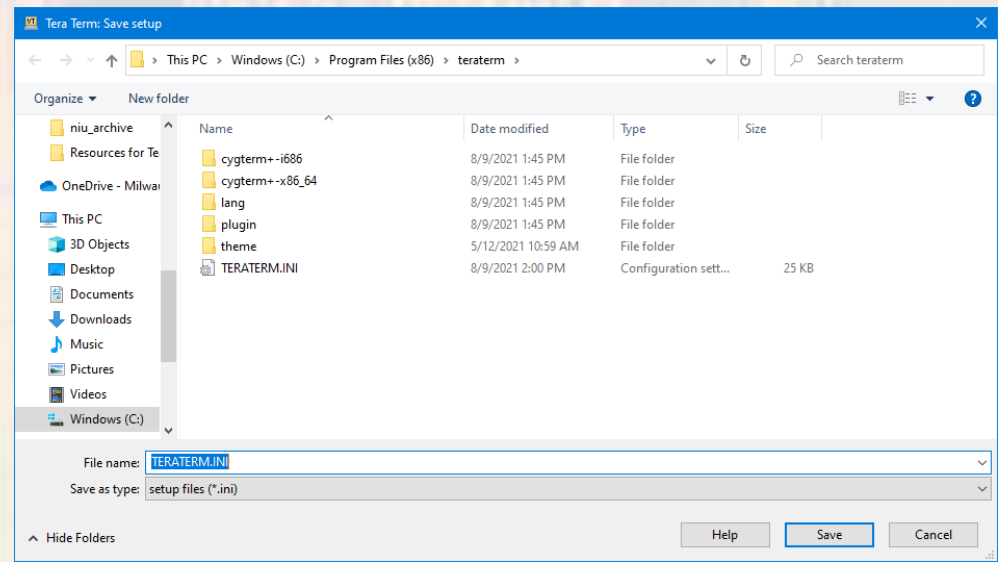 Tera Term: Save setup
This PC > Windows (C:) > Program Files (x86) > teraterm >
Search teraterm
Organize
New folder
niu_archive
Resources for Te
OneDrive - Milwau
This PC
3D Objects
Desktop
Documents
Downloads
Music
Pictures
Videos
Windows (C:)
Name Date modified Type Size
cygterm+-i686 8/9/2021 1:45 PM File folder
cygterm+-x86_64 8/9/2021 1:45 PM File folder
lang 8/9/2021 1:45 PM File folder
plugin 8/9/2021 1:45 PM File folder
theme 5/12/2021 10:59 AM File folder
TERATERM.INI 8/9/2021 2:00 PM Configuration sett... 25 KB
File name: TERATERM.INI
Save as type: setup files (*.ini)
Hide Folders
Help
Save
Cancel